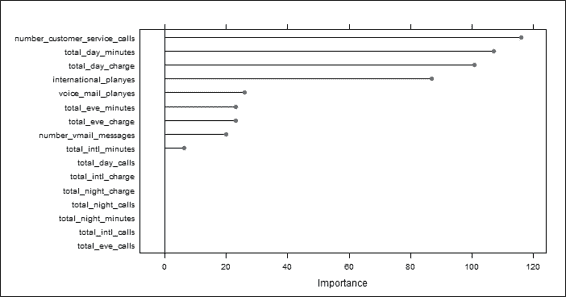 number_customer_service_calls
total_day_minutes
total_day_charge
international_planyes
voice_mail_planyes
total_eve_minutes
total_eve_charge
number_vmail_messages
total_intl_minutes
total_day_calls
total_intl_charge
total_night_charge
total_night_calls
total_night_minutes
total_intl_calls
total_eve_calls
0 20 40 60 80 100 120
Importance